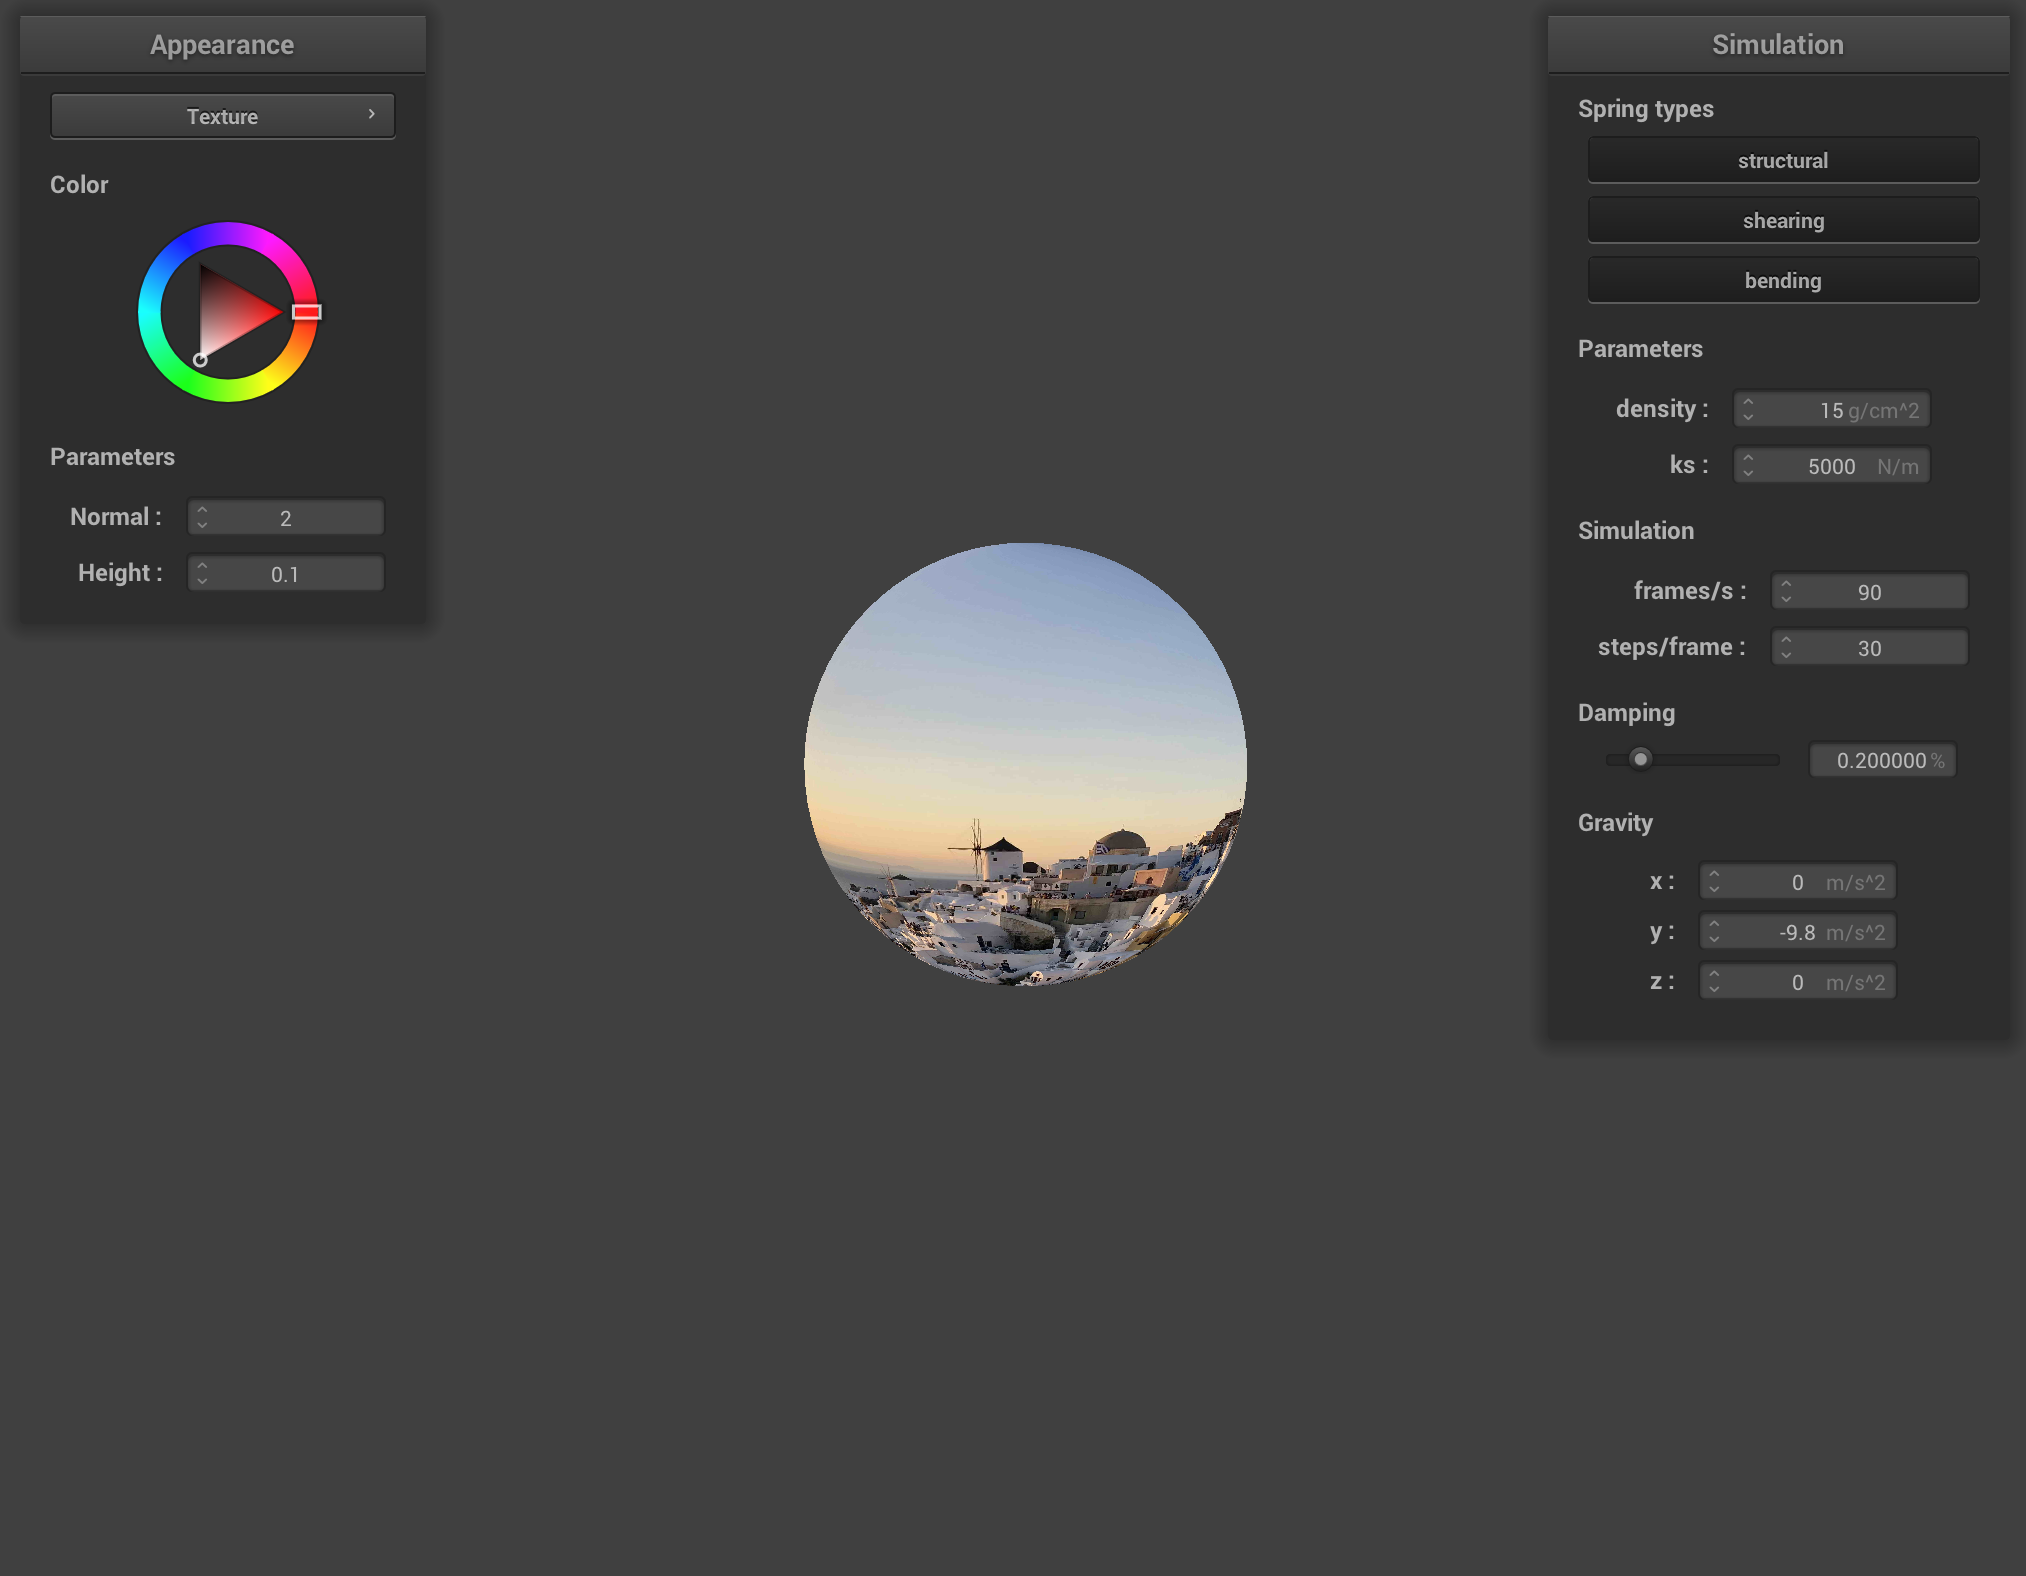 Appearance
Texture
Color
Parameters
Normal : 2
Height : 0.1
Simulation
Spring types
structural
shearing
bending
Parameters
density : 15 g/cm^2
ks : 5000 N/m
Simulation
frames/s : 90
steps/frame : 30
Damping
0.200000 %
Gravity
x : 0 m/s^2
y : -9.8 m/s^2
z : 0 m/s^2